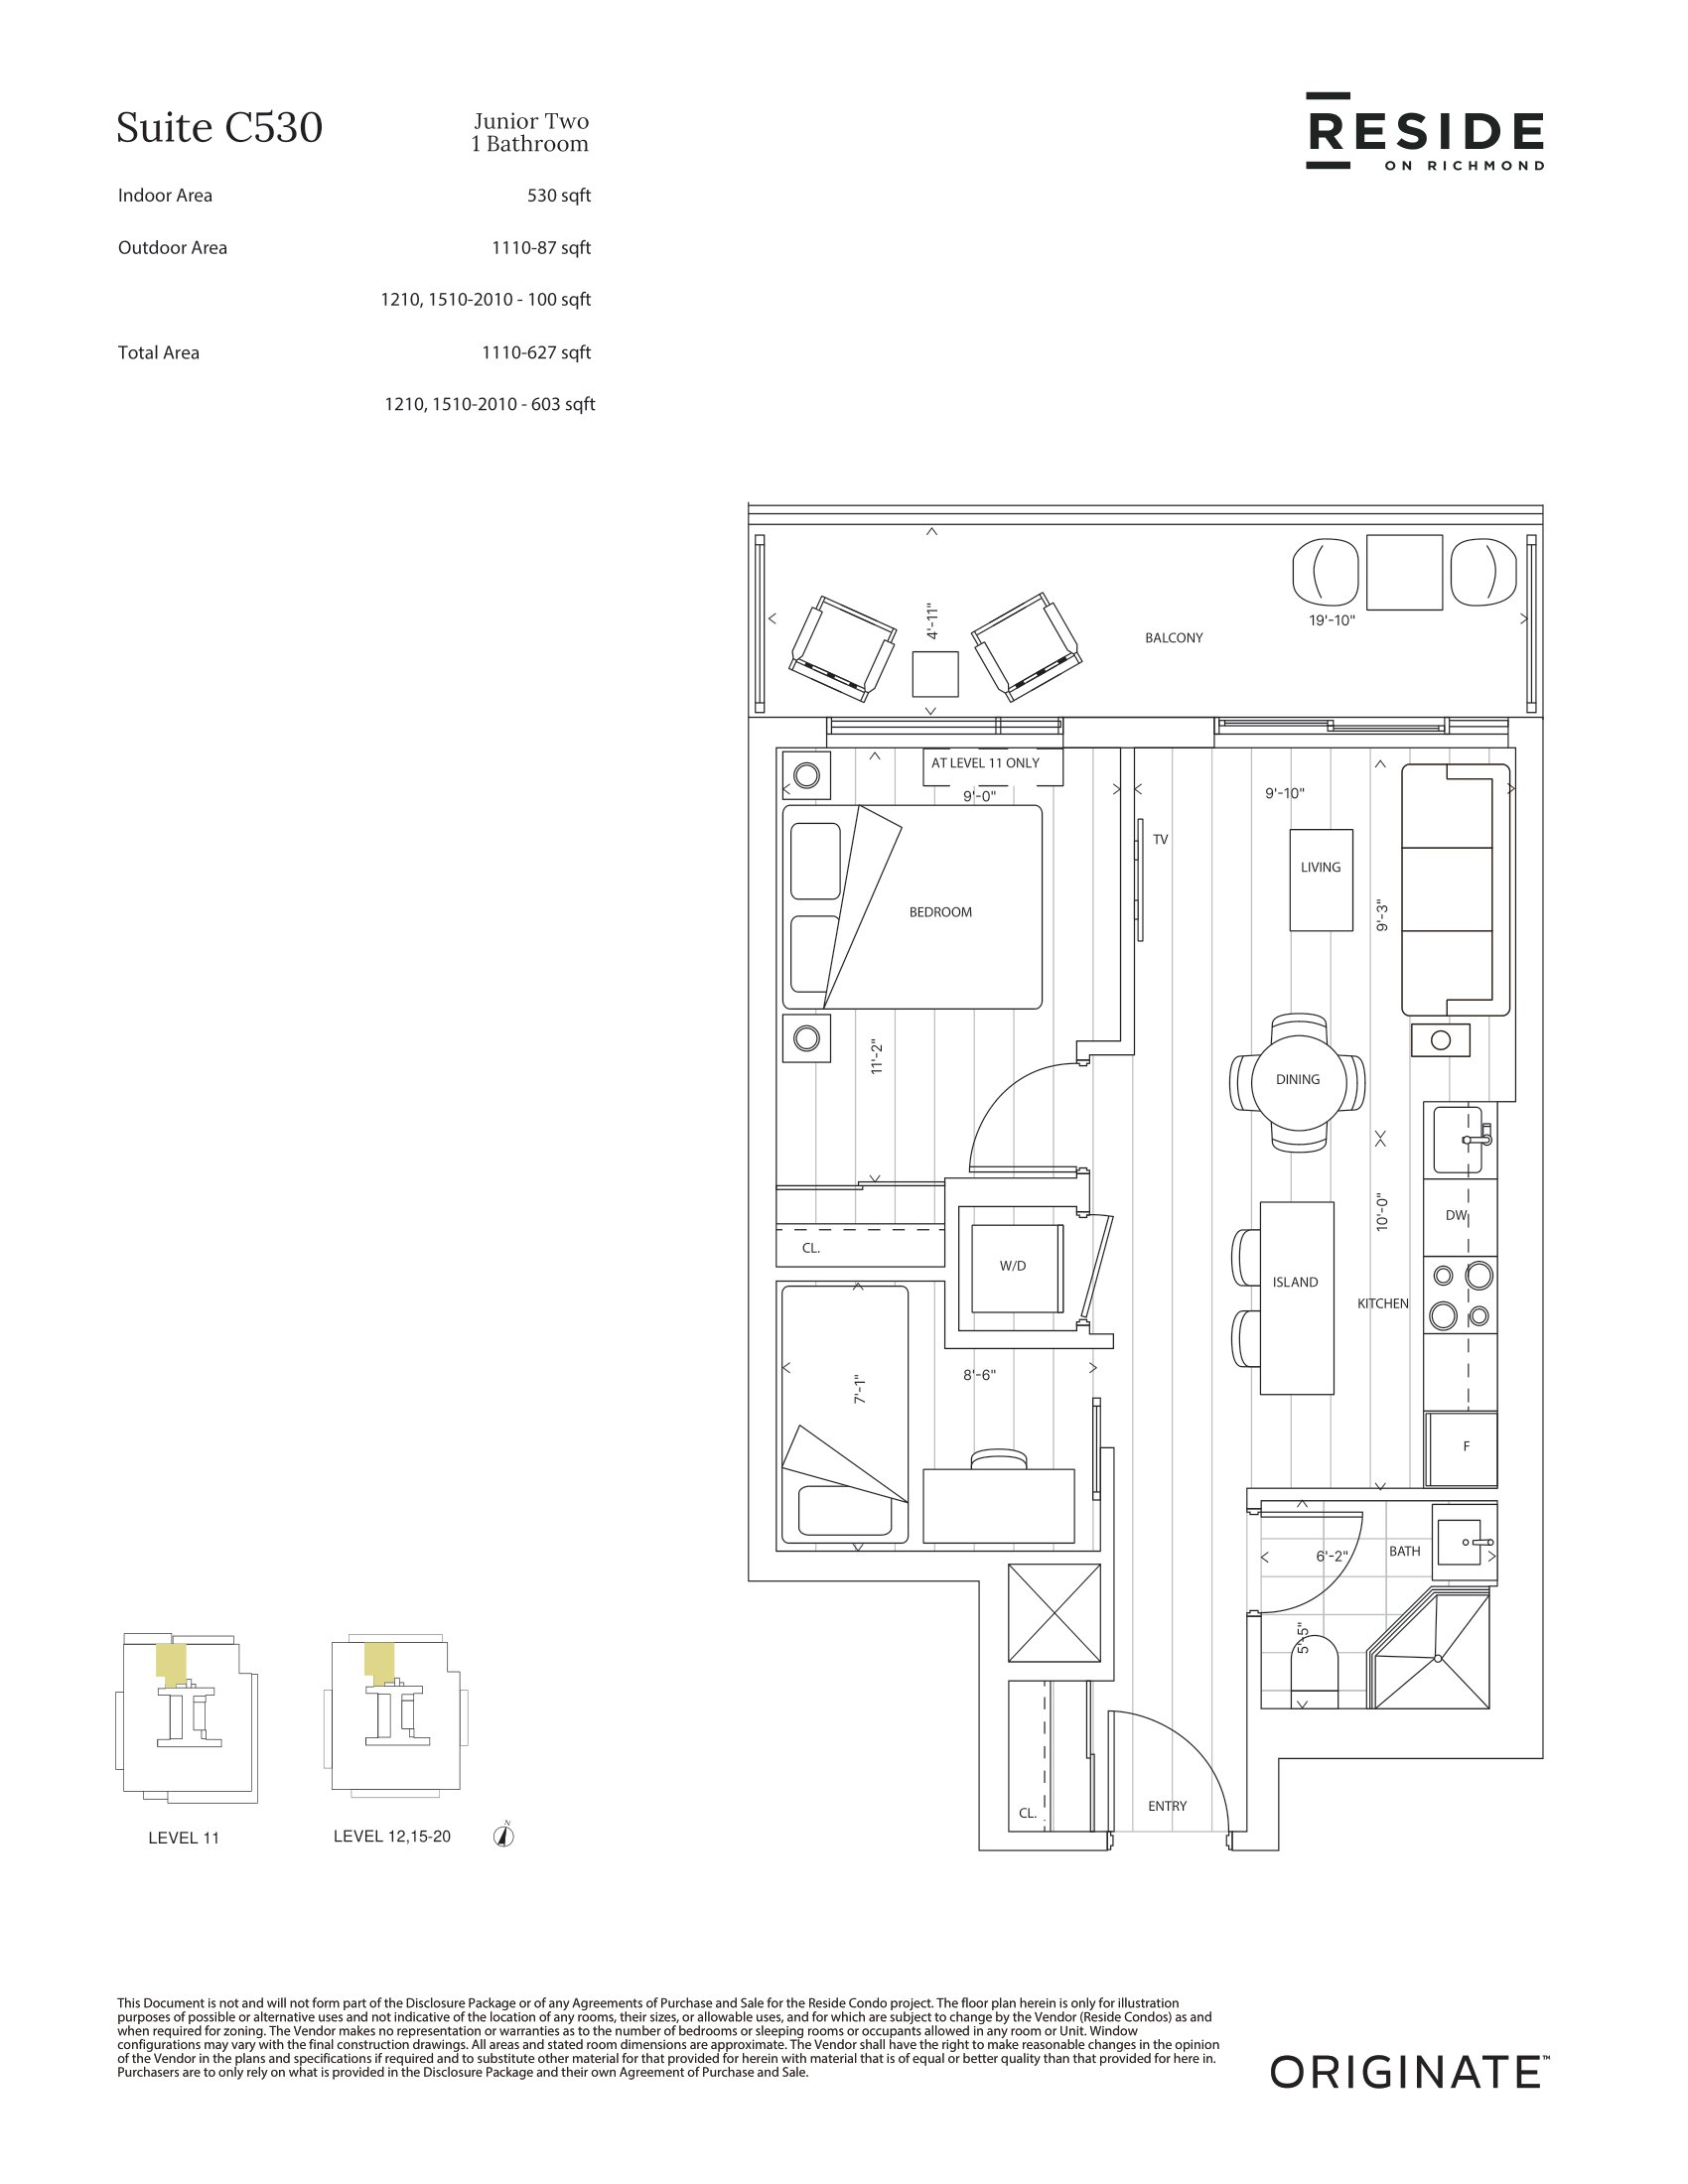 Suite C530
Junior Two
1 Bathroom
RESIDE
ON RICHMOND
Indoor Area 530 sqft
Outdoor Area 1110-87 sqft
1210, 1510-2010 - 100 sqft
Total Area 1110-627 sqft
1210, 1510-2010 - 603 sqft
4'-11"
19'-10"
BALCONY
AT LEVEL 11 ONLY
9'-0"
9'-10"
TV
LIVING
9'-3"
BEDROOM
11'-2"
DINING
10'-0"
DW
CL.
W/D
ISLAND
KITCHEN
8'-6"
7'-1"
F
6'-2"
BATH
5'-5"
CL.
ENTRY
N
LEVEL 11
LEVEL 12,15-20
This Document is not and will not form part of the Disclosure Package or of any Agreements of Purchase and Sale for the Reside Condo project. The floor plan herein is only for illustration
purposes of possible or alternative uses and not indicative of the location of any rooms, their sizes, or allowable uses, and for which are subject to change by the Vendor (Reside Condos) as and
when required for zoning. The Vendor makes no representation or warranties as to the number of bedrooms or sleeping rooms or occupants allowed in any room or Unit. Window
configurations may vary with the final construction drawings. All areas and stated room dimensions are approximate. The Vendor shall have the right to make reasonable changes in the opinion
of the Vendor in the plans and specifications if required and to substitute other material for that provided for herein with material that is of equal or better quality than that provided for here in.
Purchasers are to only rely on what is provided in the Disclosure Package and their own Agreement of Purchase and Sale.
ORIGINATE™